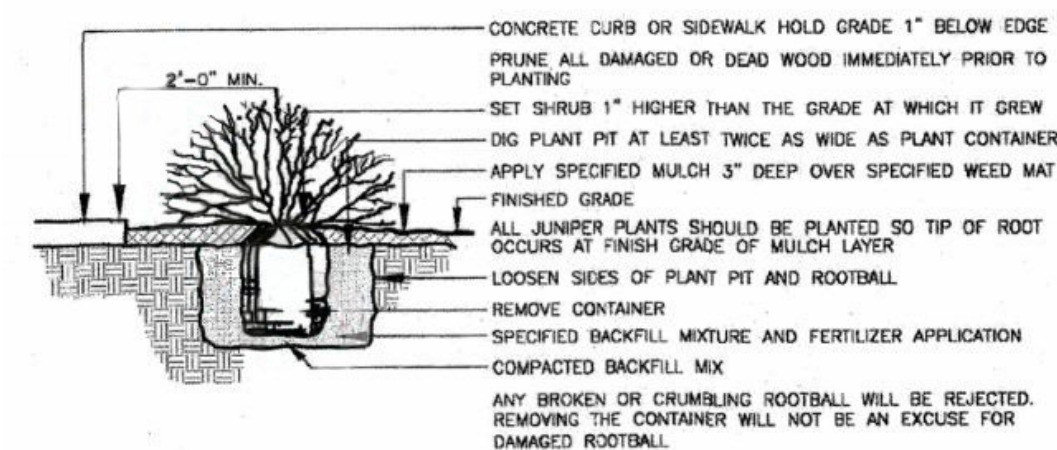 CONCRETE CURB OR SIDEWALK HOLD GRADE 1" BELOW EDGE
2'-0" MIN.
PRUNE ALL DAMAGED OR DEAD WOOD IMMEDIATELY PRIOR TO
PLANTING
SET SHRUB 1" HIGHER THAN THE GRADE AT WHICH IT GREW
DIG PLANT PIT AT LEAST TWICE AS WIDE AS PLANT CONTAINER
APPLY SPECIFIED MULCH 3" DEEP OVER SPECIFIED WEED MAT
FINISHED GRADE
ALL JUNIPER PLANTS SHOULD BE PLANTED SO TIP OF ROOT
OCCURS AT FINISH GRADE OF MULCH LAYER
LOOSEN SIDES OF PLANT PIT AND ROOTBALL
REMOVE CONTAINER
SPECIFIED BACKFILL MIXTURE AND FERTILIZER APPLICATION
COMPACTED BACKFILL MIX
ANY BROKEN OR CRUMBLING ROOTBALL WILL BE REJECTED.
REMOVING THE CONTAINER WILL NOT BE AN EXCUSE FOR
DAMAGED ROOTBALL